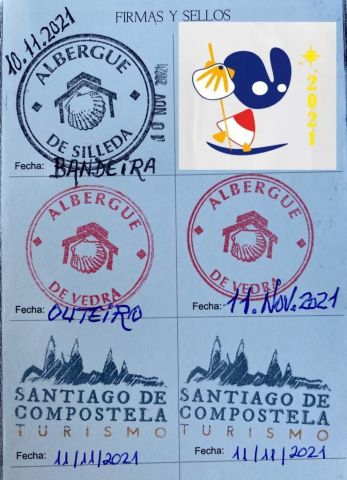 FIRMAS Y SELLOS
10.11.2021
ALBERGUE
DE SILLEDA
10 NOV 2021
Fecha: BANDEIRA
2021
ALBERGUE
DE VEDRA
Fecha: OUTEIRO
ALBERGUE
DE VEDRA
Fecha: 11.NOV.2021
SANTIAGO DE
COMPOSTELA
TURISMO
Fecha: 11/11/2021
SANTIAGO DE
COMPOSTELA
TURISMO
Fecha: 11/11/2021